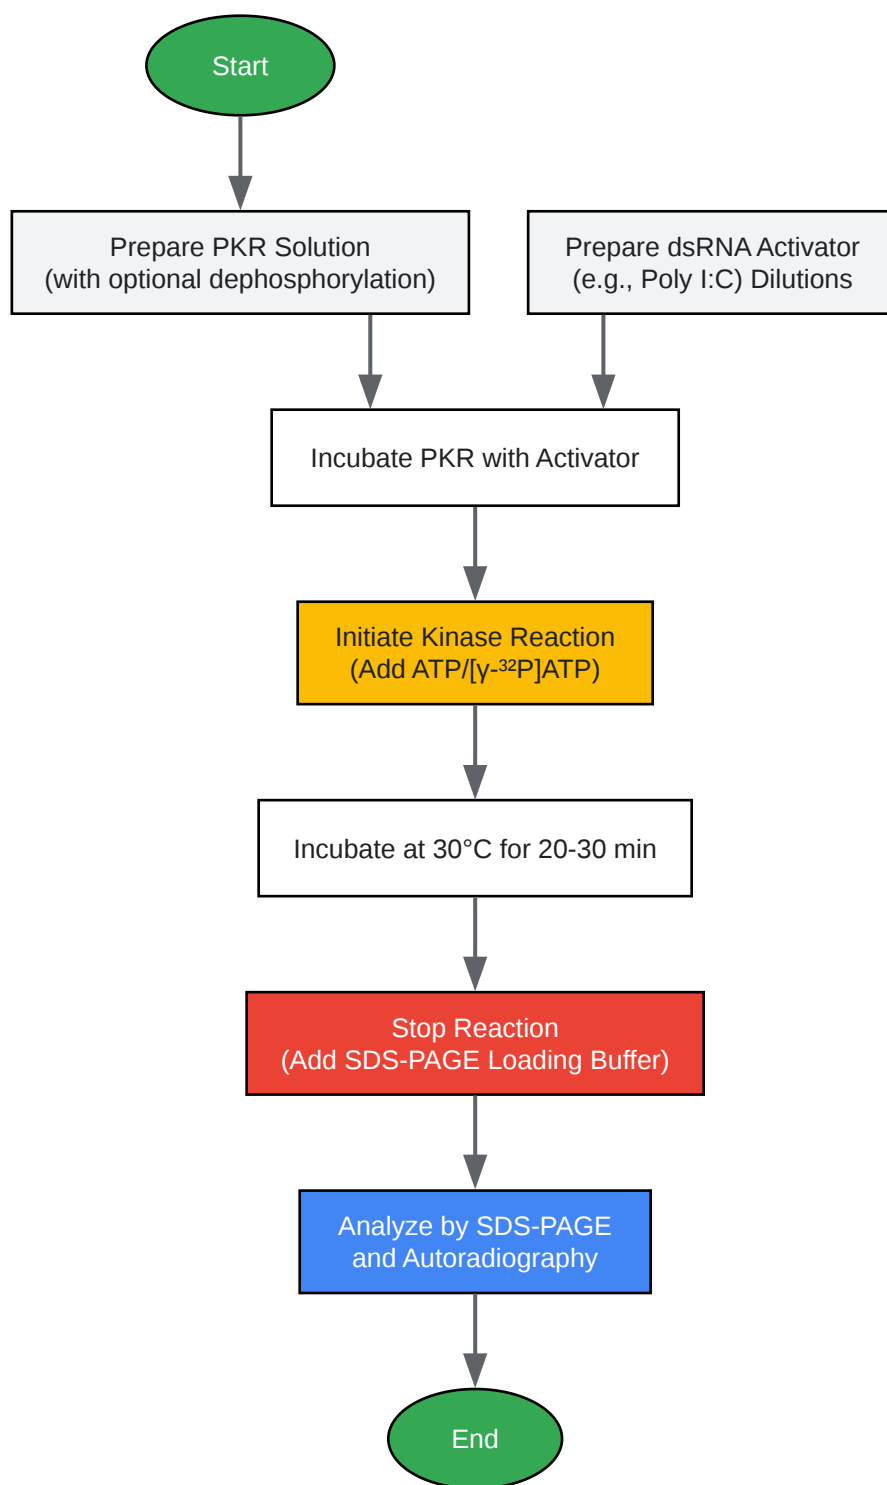 Start
Prepare PKR Solution
(with optional dephosphorylation)
Prepare dsRNA Activator
(e.g., Poly I:C) Dilutions
Incubate PKR with Activator
Initiate Kinase Reaction
(Add ATP/[γ-³²P]ATP)
Incubate at 30°C for 20-30 min
Stop Reaction
(Add SDS-PAGE Loading Buffer)
Analyze by SDS-PAGE
and Autoradiography
End